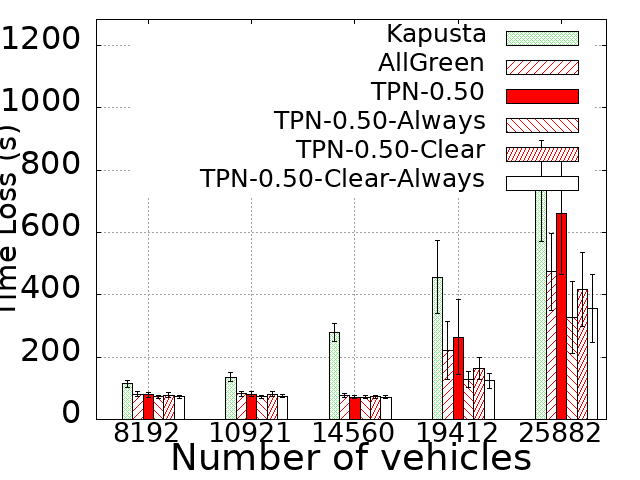 1200
1000
800
600
400
200
0
Time Loss (s)
Kapusta
AllGreen
TPN-0.50
TPN-0.50-Always
TPN-0.50-Clear
TPN-0.50-Clear-Always
8192 10921 14560 19412 25882
Number of vehicles